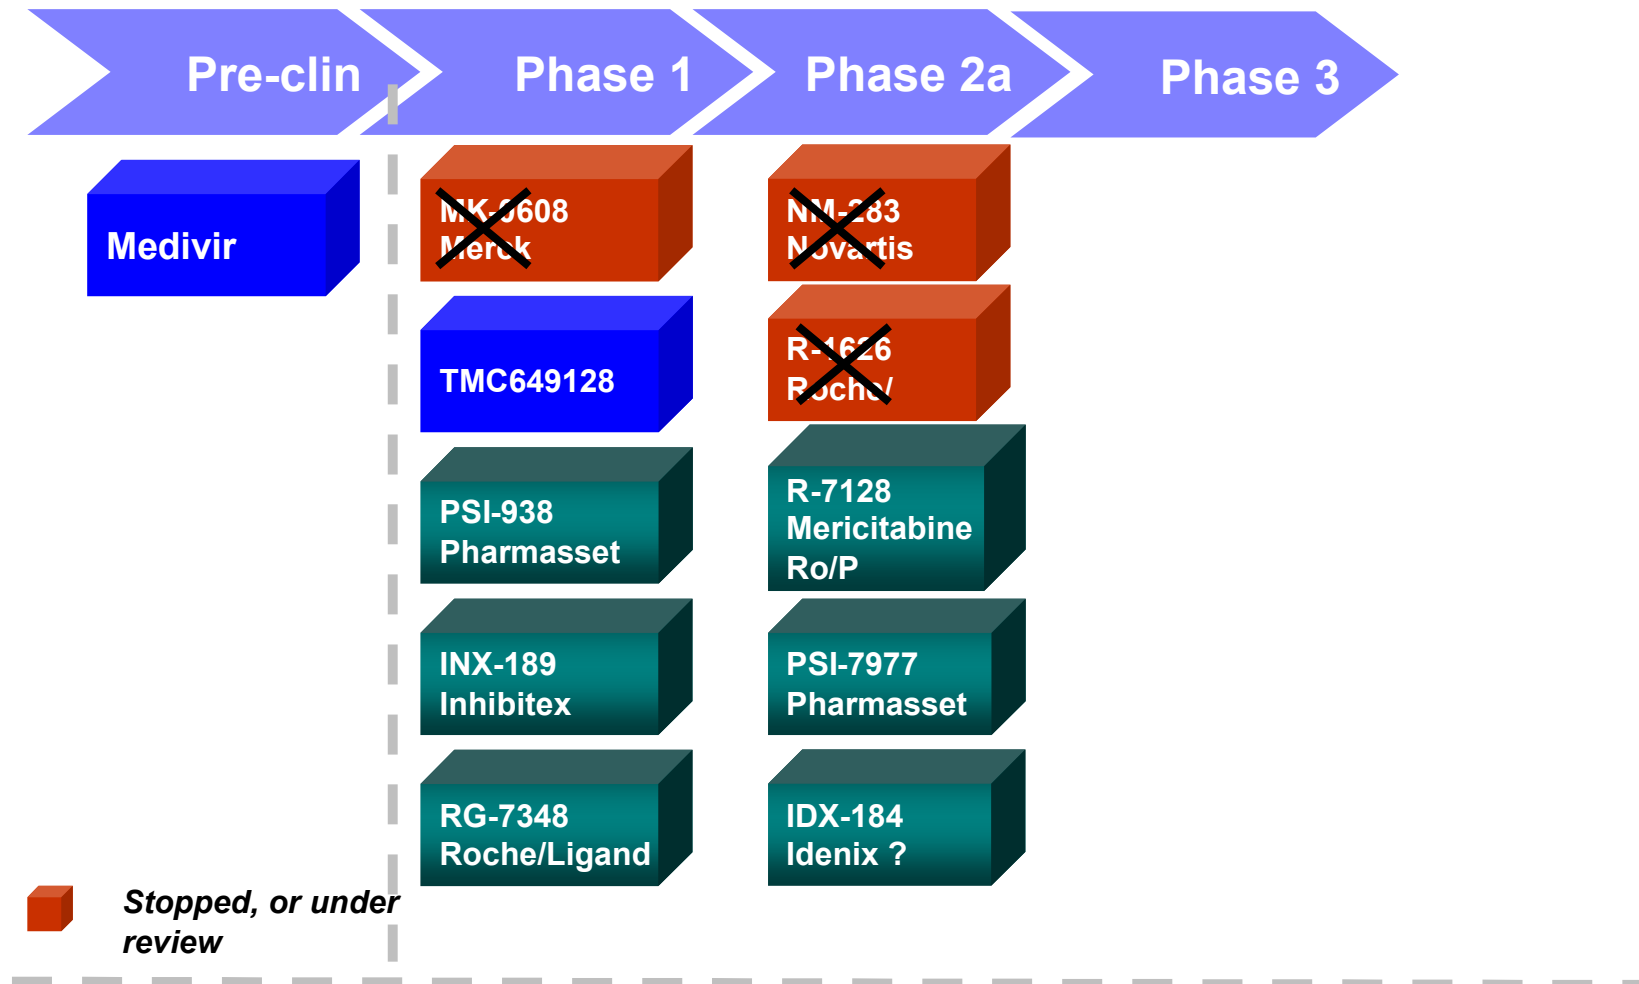 Pre-clin
Phase 1
Phase 2a
Phase 3
Medivir
MK-0608
Merck
TMC649128
PSI-938
Pharmasset
INX-189
Inhibitex
RG-7348
Roche/Ligand
NM-283
Novartis
R-1626
Roche/
R-7128
Mericitabine
Ro/P
PSI-7977
Pharmasset
IDX-184
Idenix ?
Stopped, or under
review